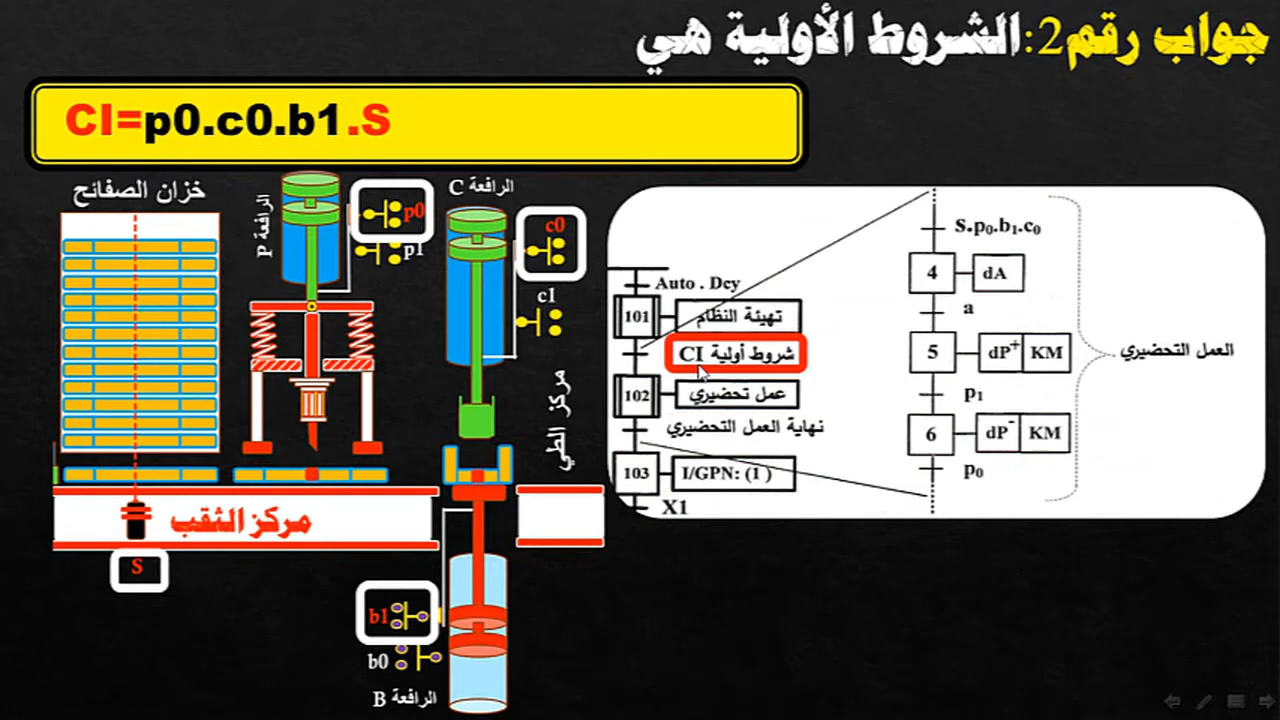 جواب رقم2:الشروط الأولية هي
CI=p0.c0.b1.S
خزان الصفائح
الرافعة P
p0
p1
الرافعة C
c0
c1
مركز الطي
مركز الثقب
S
b1
b0
الرافعة B
Auto . Dcy
101
تهيئة النظام
شروط أولية CI
102
عمل تحضيري
نهاية العمل التحضيري
103
I/GPN: (1 )
X1
S.p₀.b₁.c₀
4
dA
a
5
dP⁺ KM
p₁
6
dP⁻ KM
p₀
العمل التحضيري